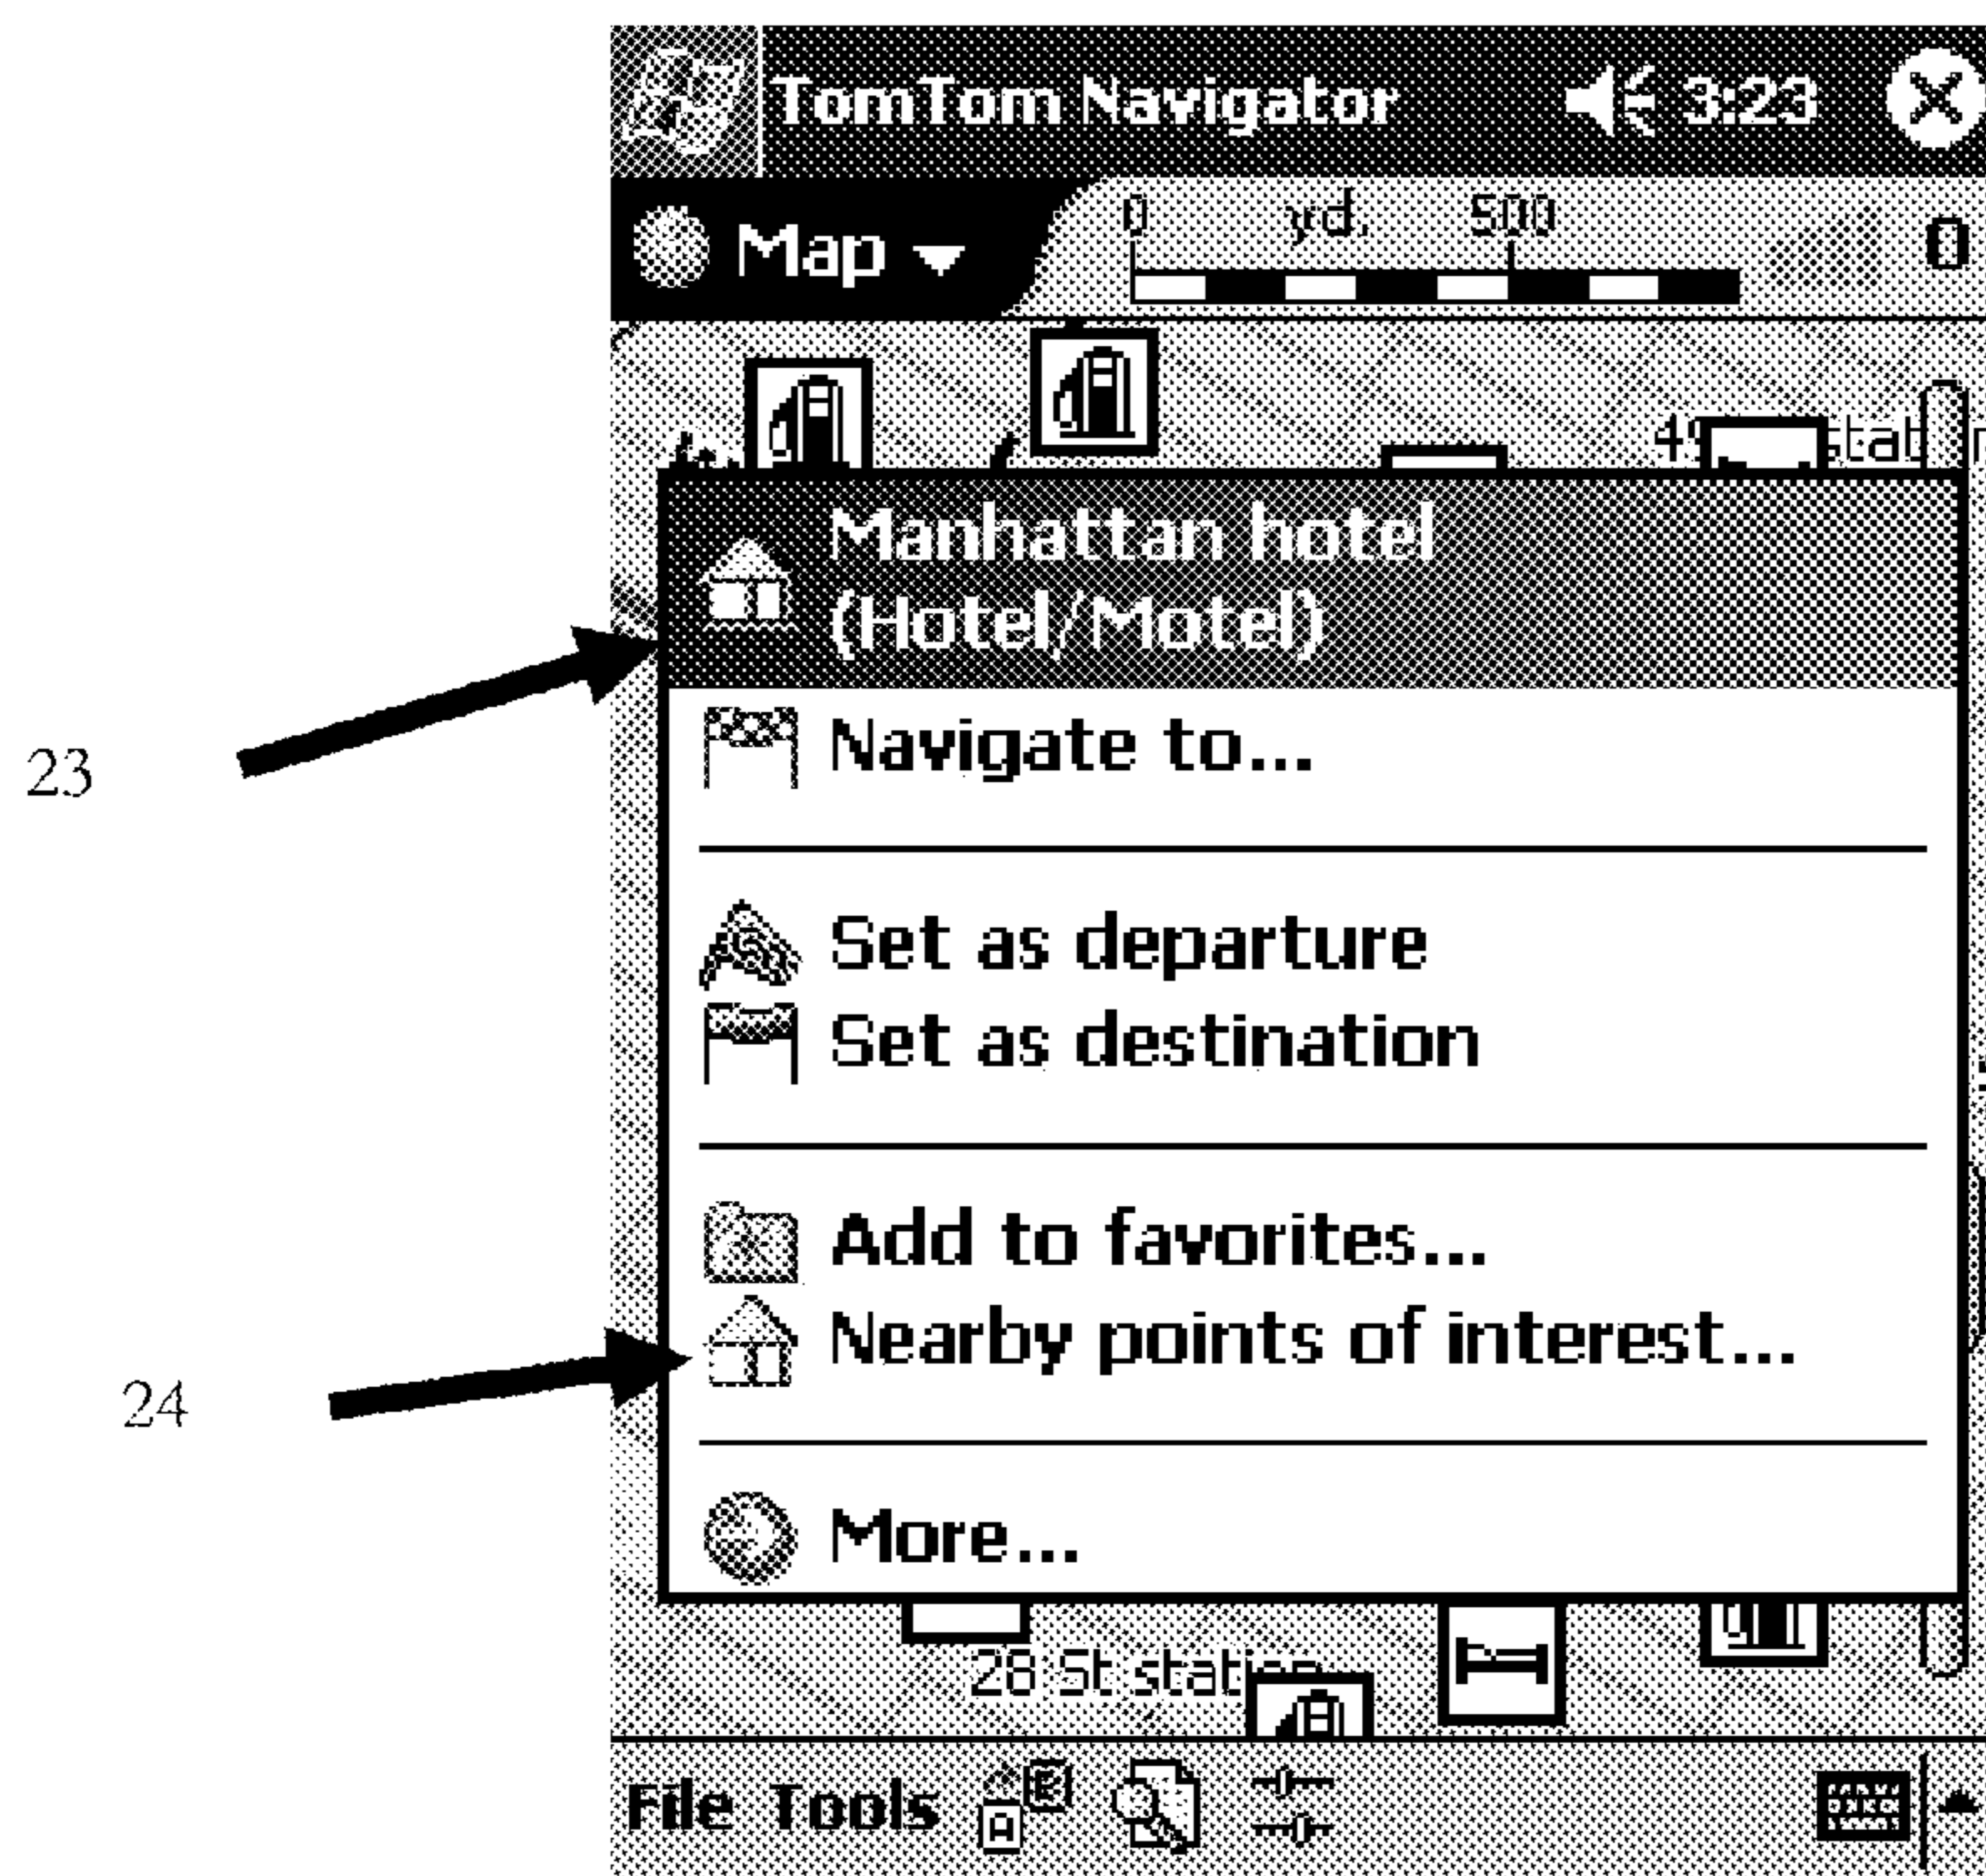 TomTom Navigator 3:23
Map
0 yd. 500
0
Manhattan hotel
(Hotel/Motel)
23
Navigate to...
Set as departure
Set as destination
Add to favorites...
Nearby points of interest...
24
More...
28 St station
File Tools
A B